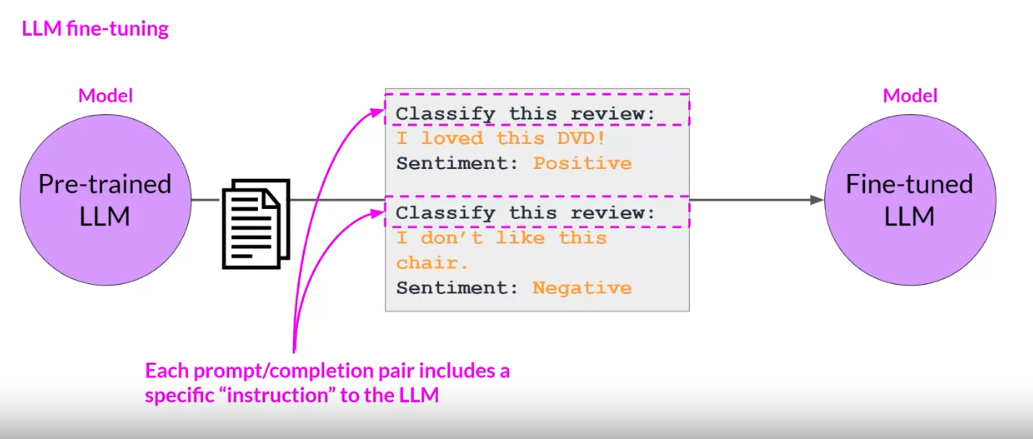 LLM fine-tuning
Model
Pre-trained
LLM
Classify this review:
I loved this DVD!
Sentiment: Positive
Classify this review:
I don’t like this
chair.
Sentiment: Negative
Model
Fine-tuned
LLM
Each prompt/completion pair includes a
specific “instruction” to the LLM